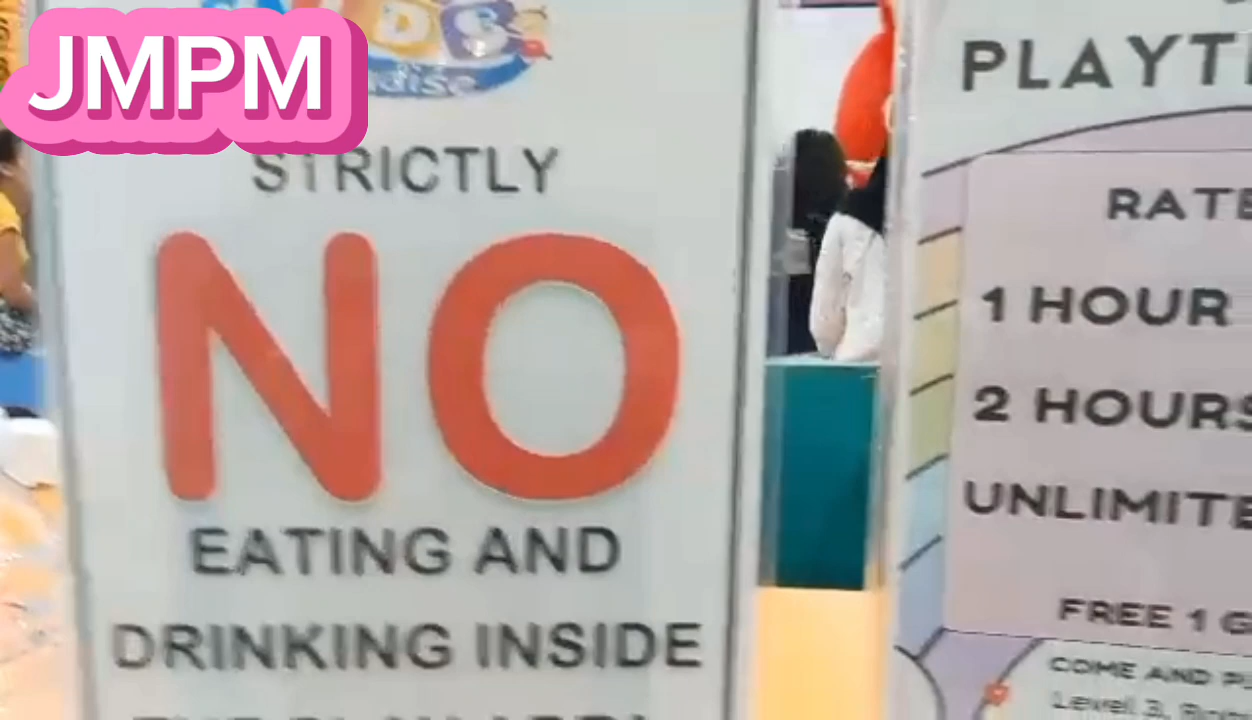 JMPM
STRICTLY
NO
EATING AND
DRINKING INSIDE
PLAYT
RATE
1 HOUR
2 HOURS
UNLIMITE
FREE 1 G
COME AND
Level 3,